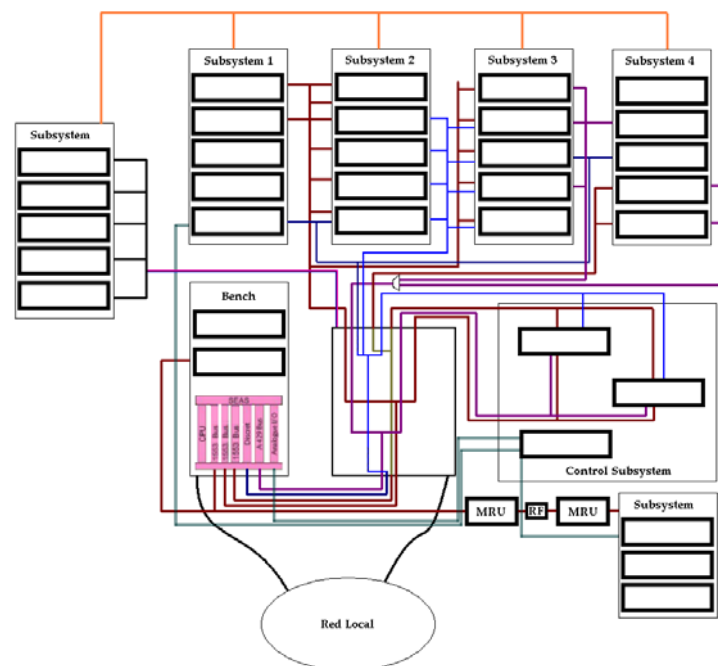 Subsystem 1
Subsystem 2
Subsystem 3
Subsystem 4
Subsystem
Bench
SEAS
CPU
1553 Bus
1553 Bus
1553 Bus
Discret
A 429 Bus
Analogue I/O
Control Subsystem
MRU
RF
MRU
Subsystem
Red Local